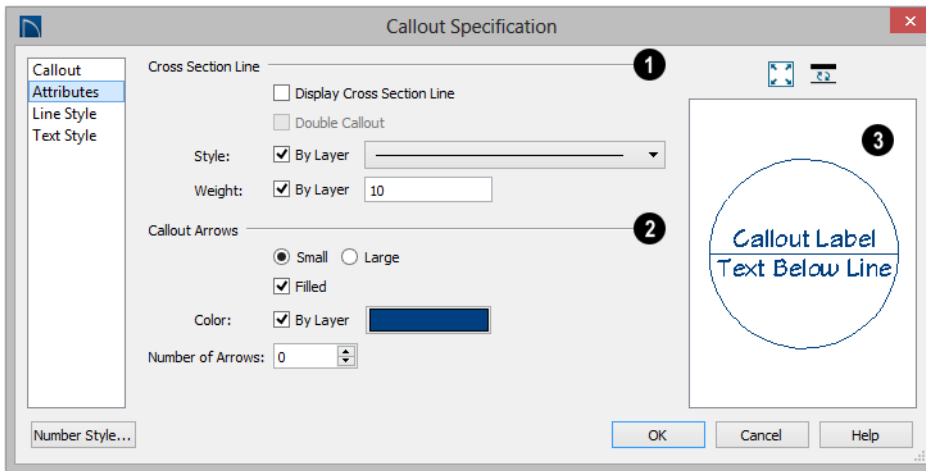 Callout Specification
Callout
Attributes
Line Style
Text Style
Cross Section Line
1
Display Cross Section Line
Double Callout
Style:
By Layer
Weight:
By Layer
10
Callout Arrows
2
Small
Large
Filled
Color:
By Layer
Number of Arrows:
0
3
Callout Label
Text Below Line
Number Style...
OK
Cancel
Help